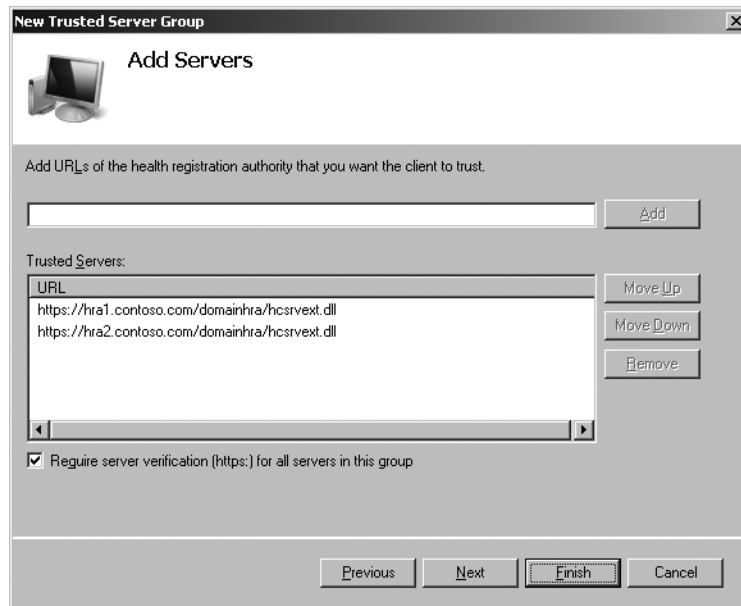 New Trusted Server Group
Add Servers
Add URLs of the health registration authority that you want the client to trust.
Add
Trusted Servers:
URL
https://hra1.contoso.com/domainhra/hcsrvext.dll
https://hra2.contoso.com/domainhra/hcsrvext.dll
Move Up
Move Down
Remove
Require server verification (https:) for all servers in this group
Previous
Next
Finish
Cancel